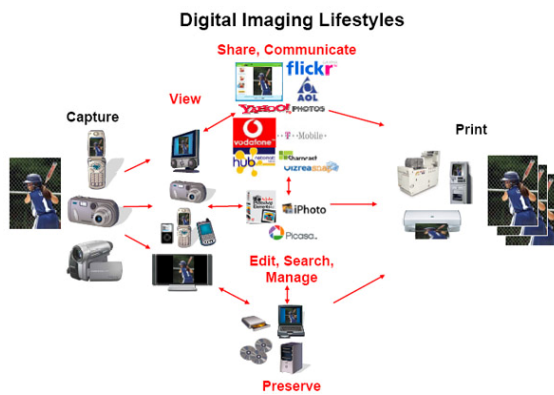 Digital Imaging Lifestyles
Share, Communicate
flickr
AOL
YAHOO! PHOTOS
View
Capture
vodafone
T - Mobile
hub
Shutterfly
Print
iPhoto
Picasa
Edit, Search,
Manage
Preserve